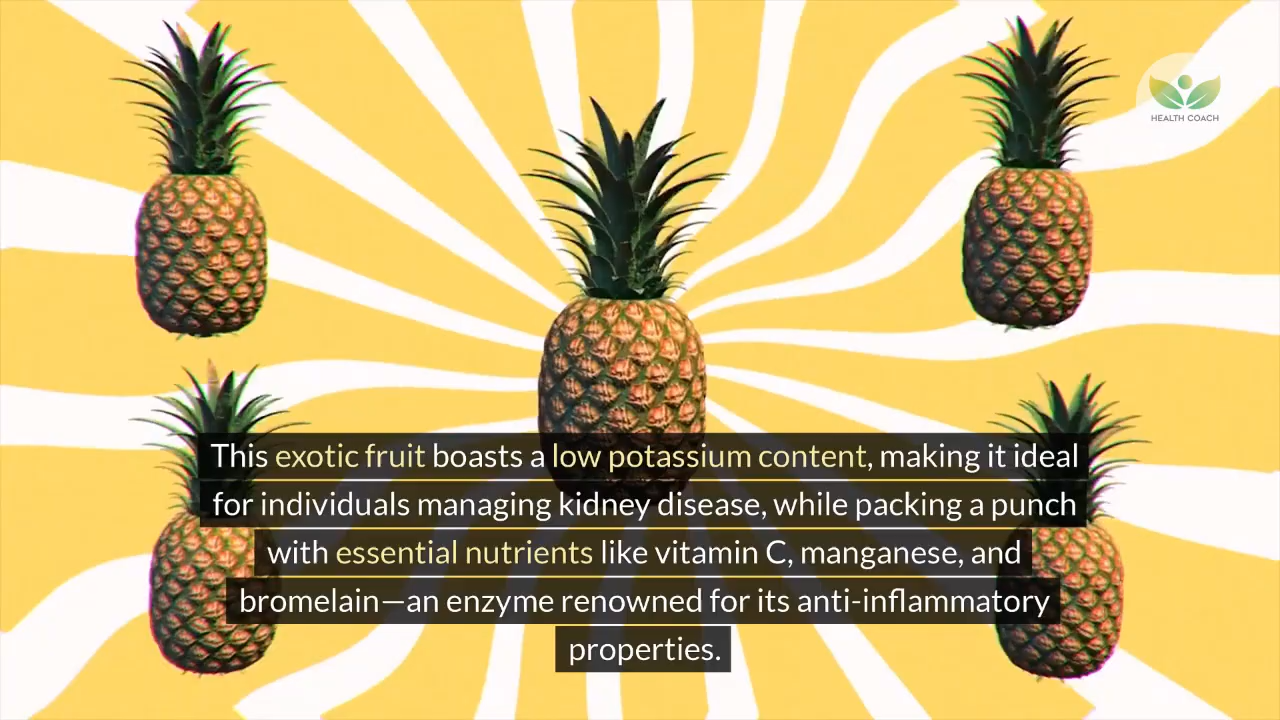 HEALTH COACH
This exotic fruit boasts a low potassium content, making it ideal
for individuals managing kidney disease, while packing a punch
with essential nutrients like vitamin C, manganese, and
bromelain—an enzyme renowned for its anti-inflammatory
properties.